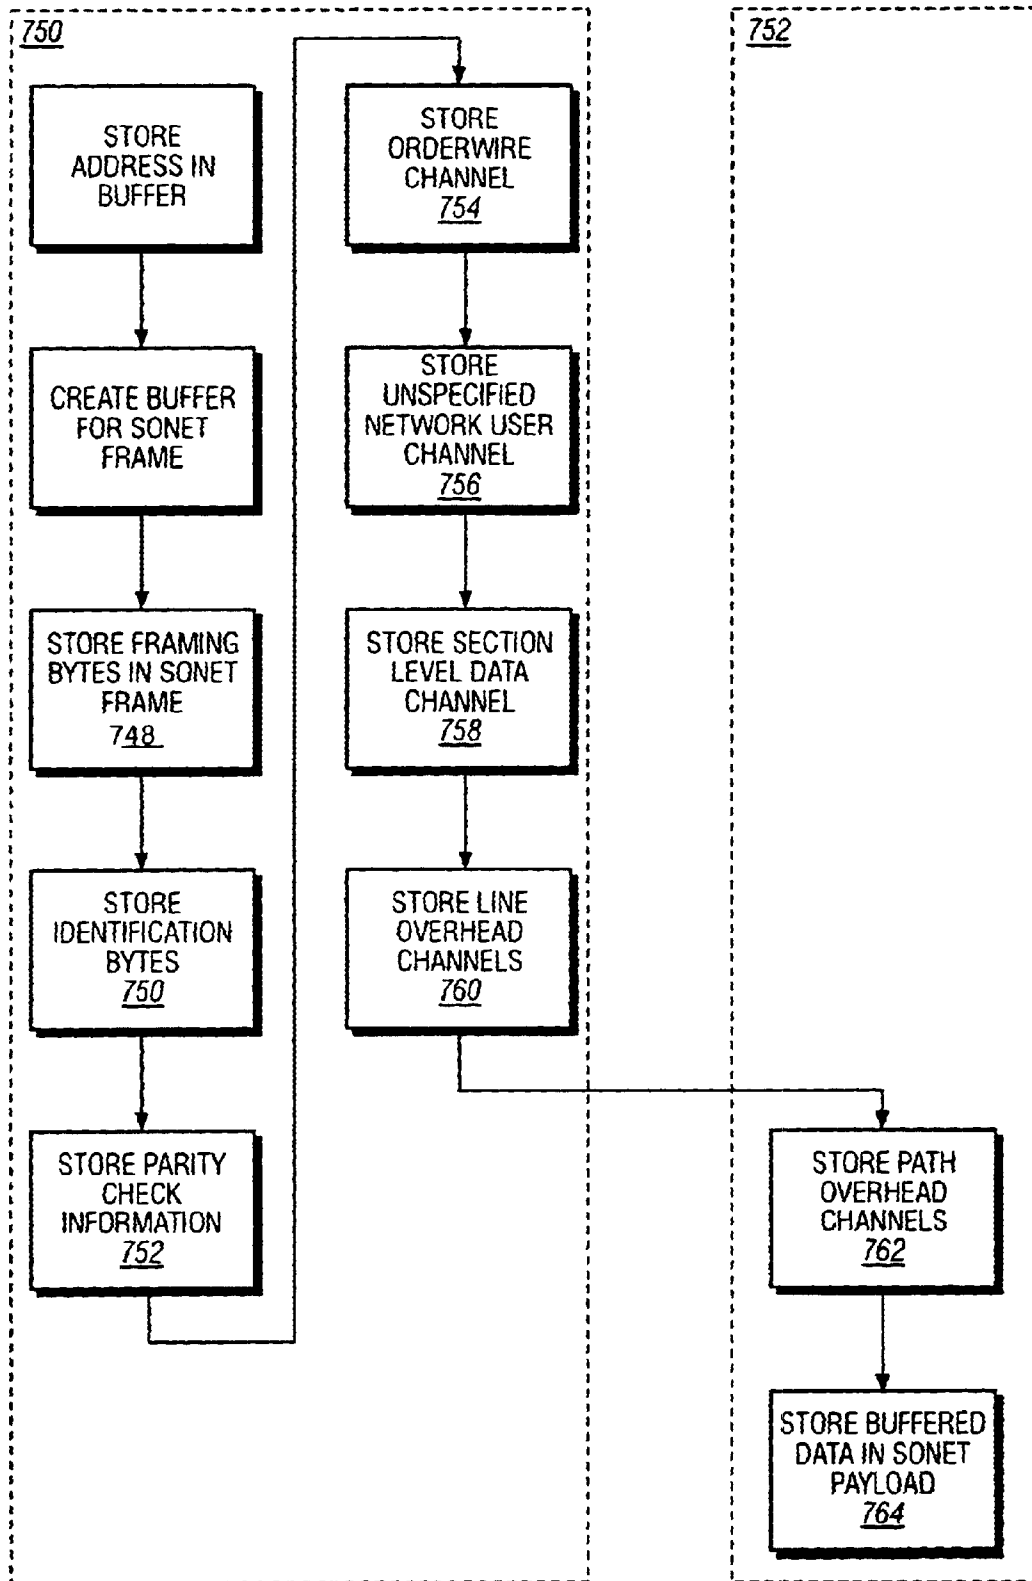 750
STORE
ADDRESS IN
BUFFER
CREATE BUFFER
FOR SONET
FRAME
STORE FRAMING
BYTES IN SONET
FRAME
748
STORE
IDENTIFICATION
BYTES
750
STORE PARITY
CHECK
INFORMATION
752
STORE
ORDERWIRE
CHANNEL
754
STORE
UNSPECIFIED
NETWORK USER
CHANNEL
756
STORE SECTION
LEVEL DATA
CHANNEL
758
STORE LINE
OVERHEAD
CHANNELS
760
752
STORE PATH
OVERHEAD
CHANNELS
762
STORE BUFFERED
DATA IN SONET
PAYLOAD
764